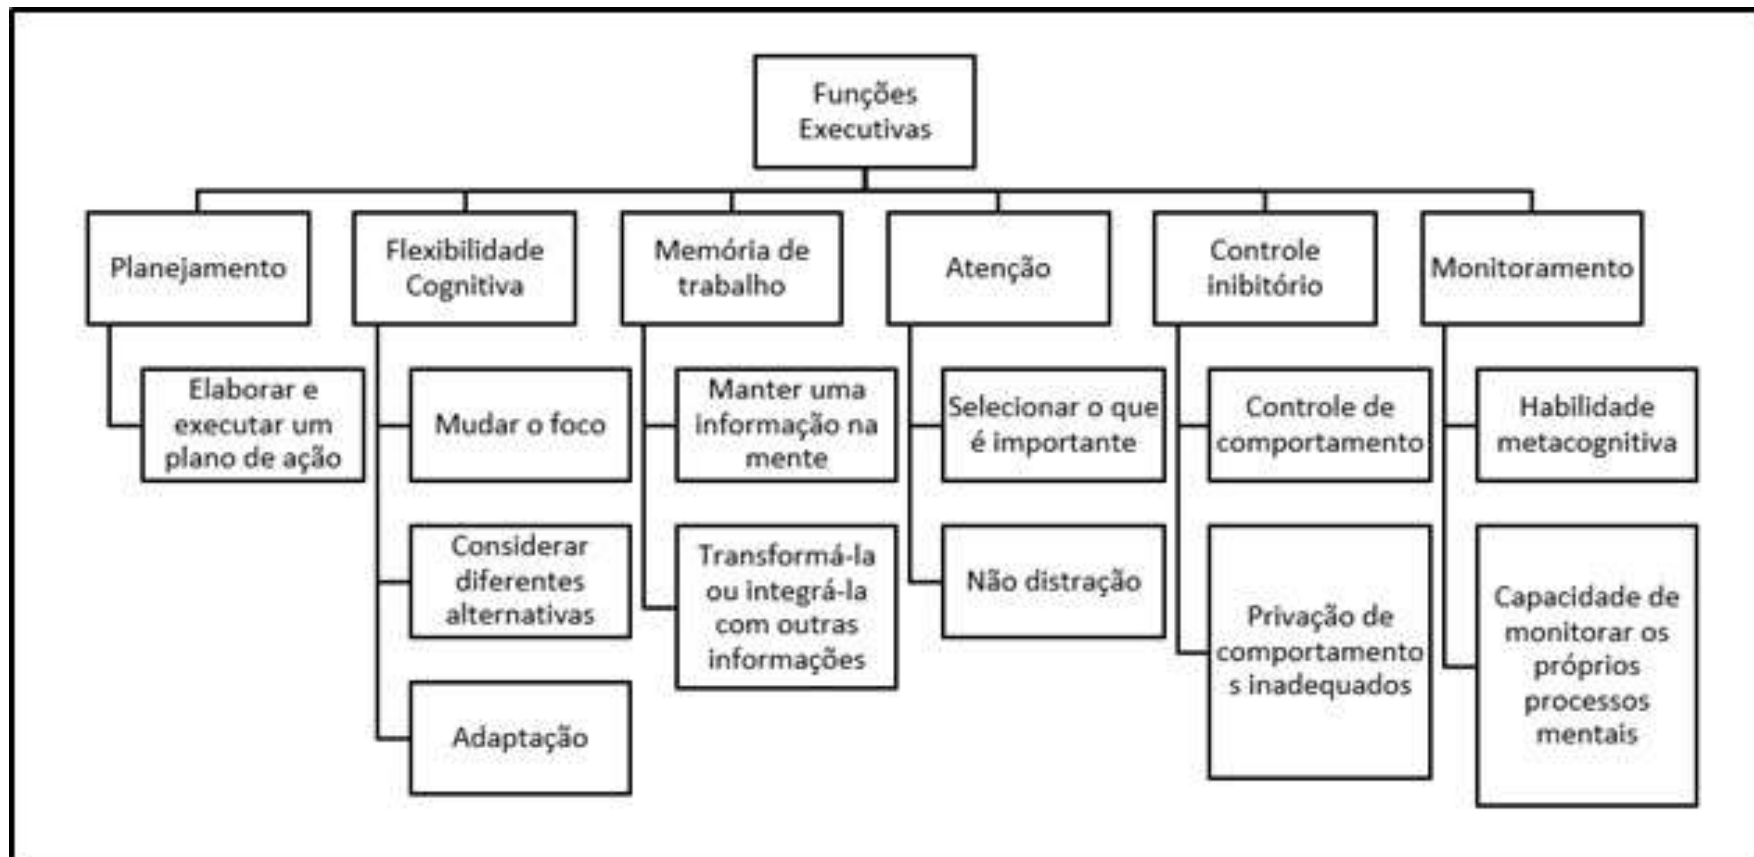 Funções
Executivas
Planejamento
Flexibilidade
Cognitiva
Memória de
trabalho
Atenção
Controle
inibitório
Monitoramento
Elaborar e
executar um
plano de ação
Mudar o foco
Considerar
diferentes
alternativas
Adaptação
Manter uma
informação na
mente
Transformá-la
ou integrá-la
com outras
informações
Selecionar o que
é importante
Não distração
Controle de
comportamento
Privação de
comportamento
s inadequados
Habilidade
metacognitiva
Capacidade de
monitorar os
próprios
processos
mentais